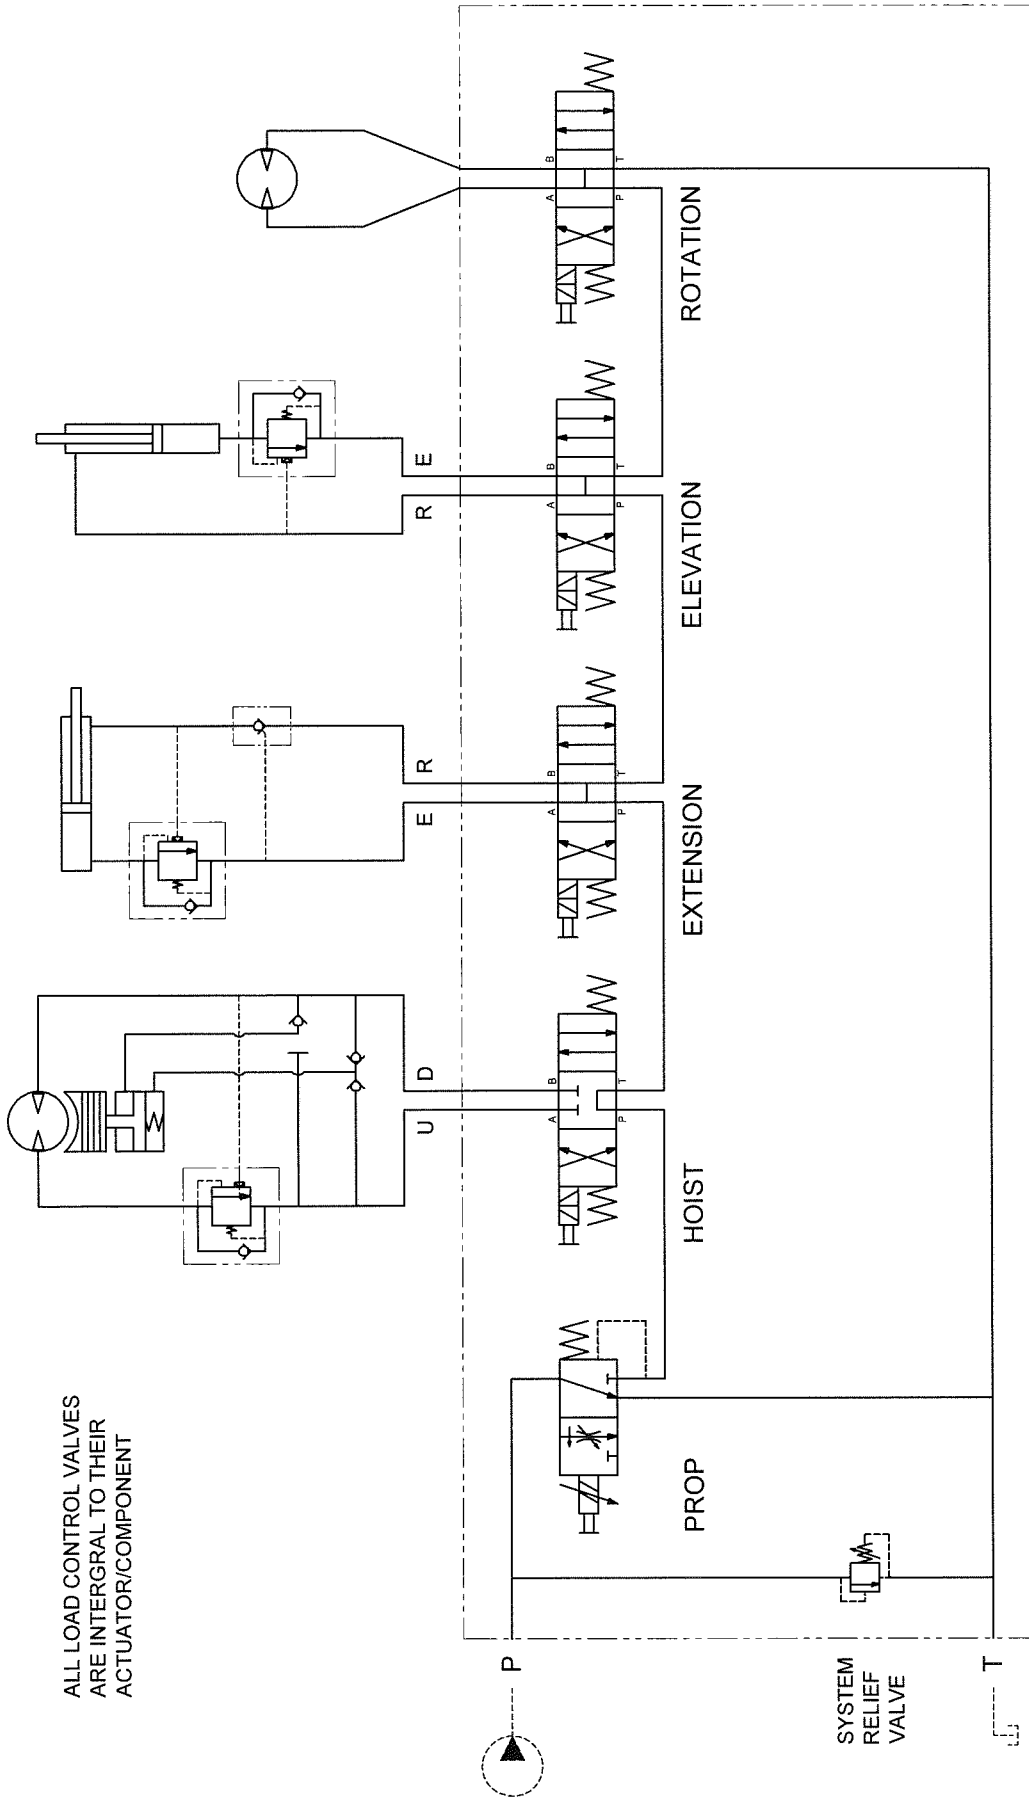 ALL LOAD CONTROL VALVES
ARE INTERGRAL TO THEIR
ACTUATOR/COMPONENT
U D
E R
R E
A B
P T
A B
P T
A B
P T
A B
P T
PROP
HOIST
EXTENSION
ELEVATION
ROTATION
P
SYSTEM
RELIEF
VALVE
T